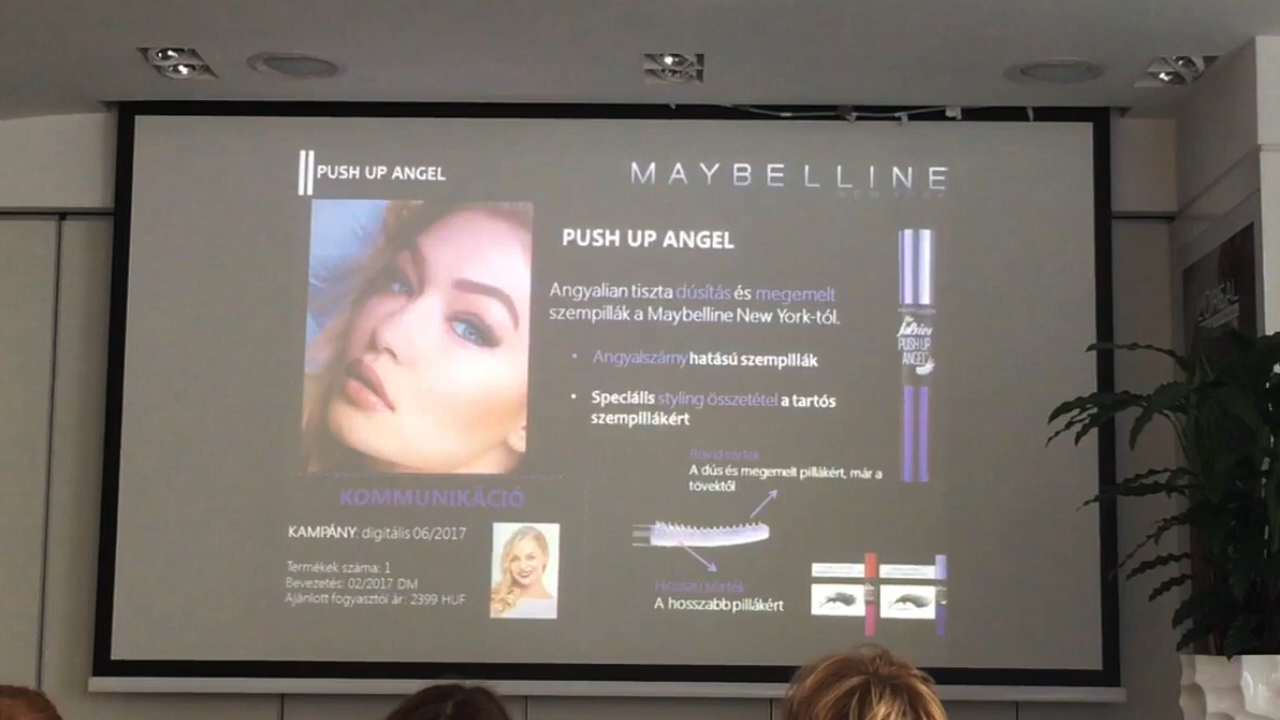 PUSH UP ANGEL
MAYBELLINE
PUSH UP ANGEL
Angyalian tiszta dúsítás és megemelt
szempillák a Maybelline New York-tól.
• Angyalszárny hatású szempillák
• Speciális styling összetétel a tartós
szempillákért
falsies
PUSH UP
ANGEL
Rövid sörték
A dús és megemelt pillákért, már a
tövektől
KOMMUNIKÁCIÓ
KAMPÁNY: digitális 06/2017
Termékek száma: 1
Bevezetés: 02/2017 DM
Ajánlott fogyasztói ár: 2399 HUF
Hosszú sörték
A hosszabb pillákért
L'ORÉAL